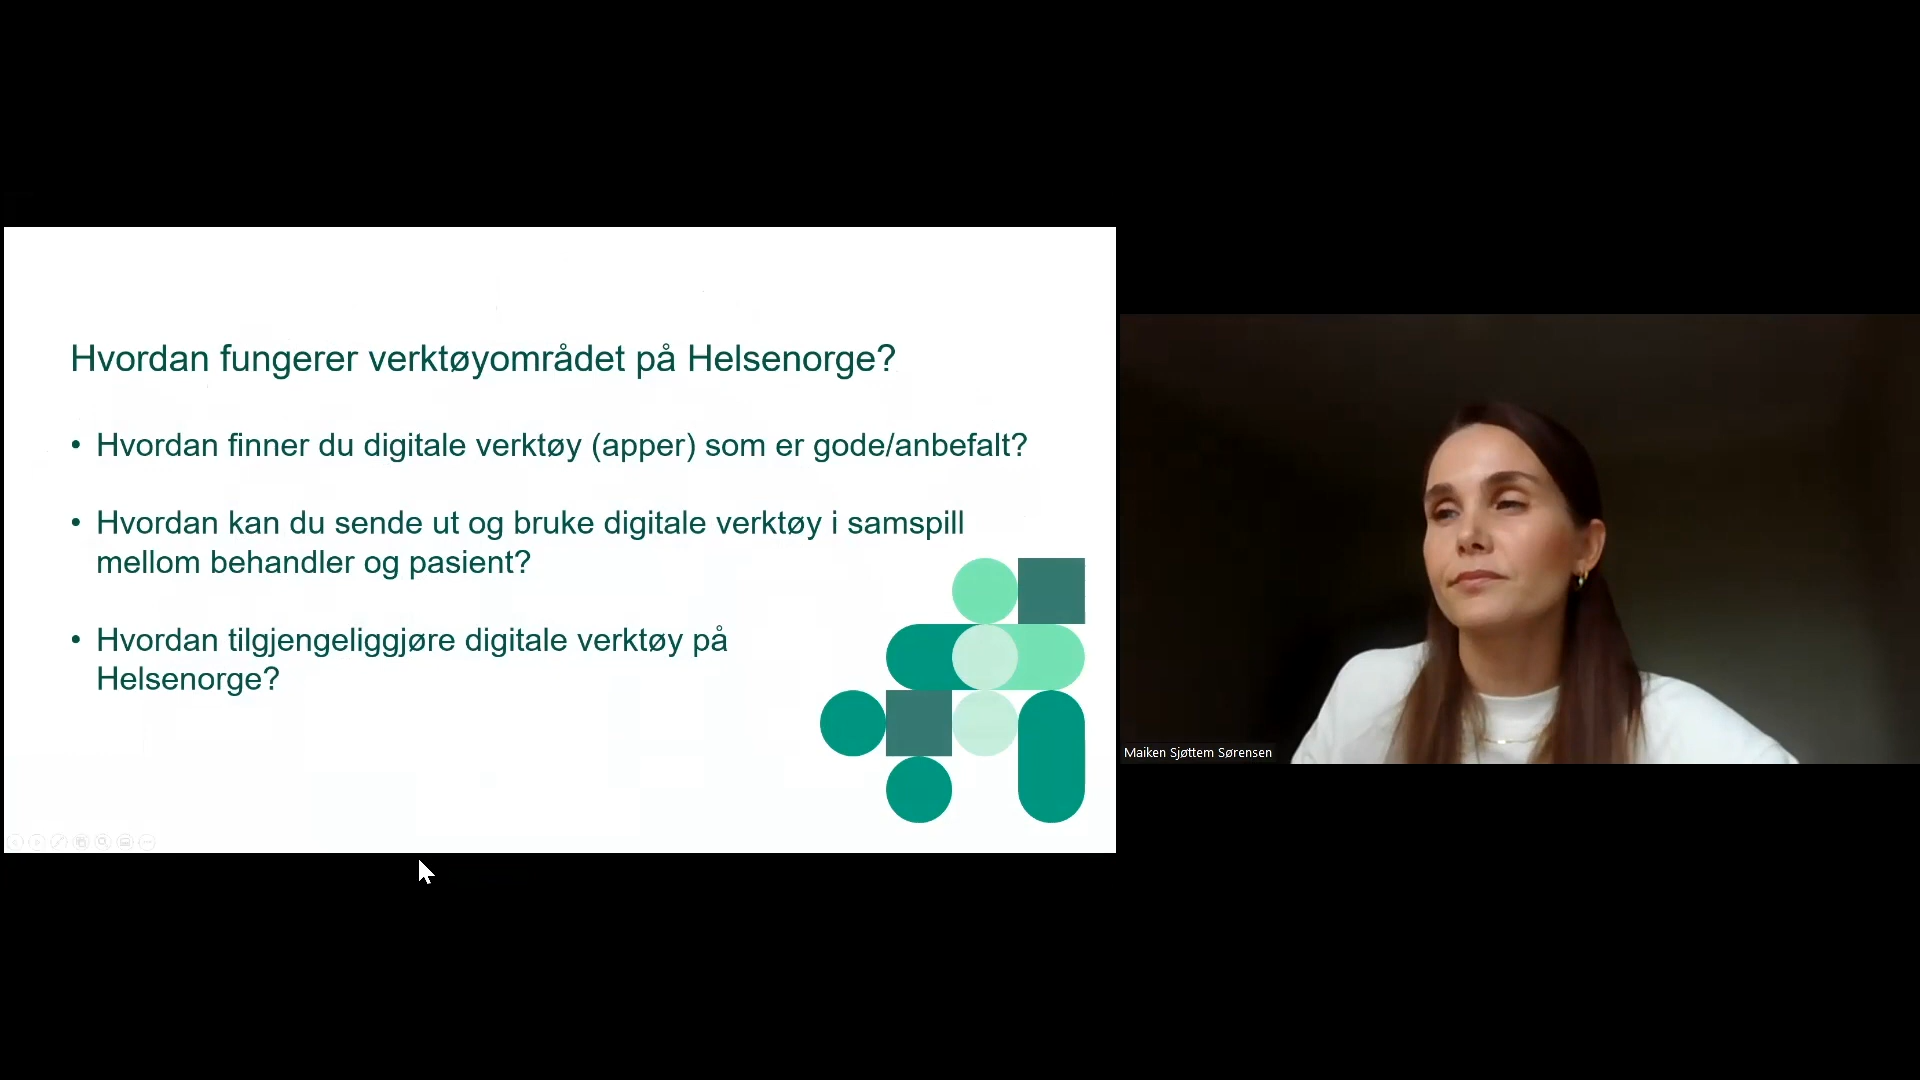 Hvordan fungerer verktøyområdet på Helsenorge?
• Hvordan finner du digitale verktøy (apper) som er gode/anbefalt?
• Hvordan kan du sende ut og bruke digitale verktøy i samspill
mellom behandler og pasient?
• Hvordan tilgjengeliggjøre digitale verktøy på
Helsenorge?
Maiken Sjøttem Sørensen